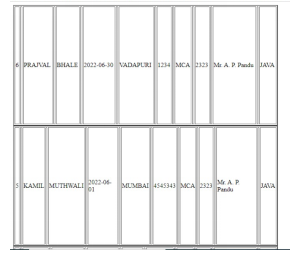 6 PRAJVAL BHALE 2022-06-30 VADAPURI 1234 MCA 2323 Mr. A. P. Pandu JAVA
5 KAMIL MUTHWALI 2022-06-01 MUMBAI 4545343 MCA 2323 Mr. A. P. Pandu JAVA